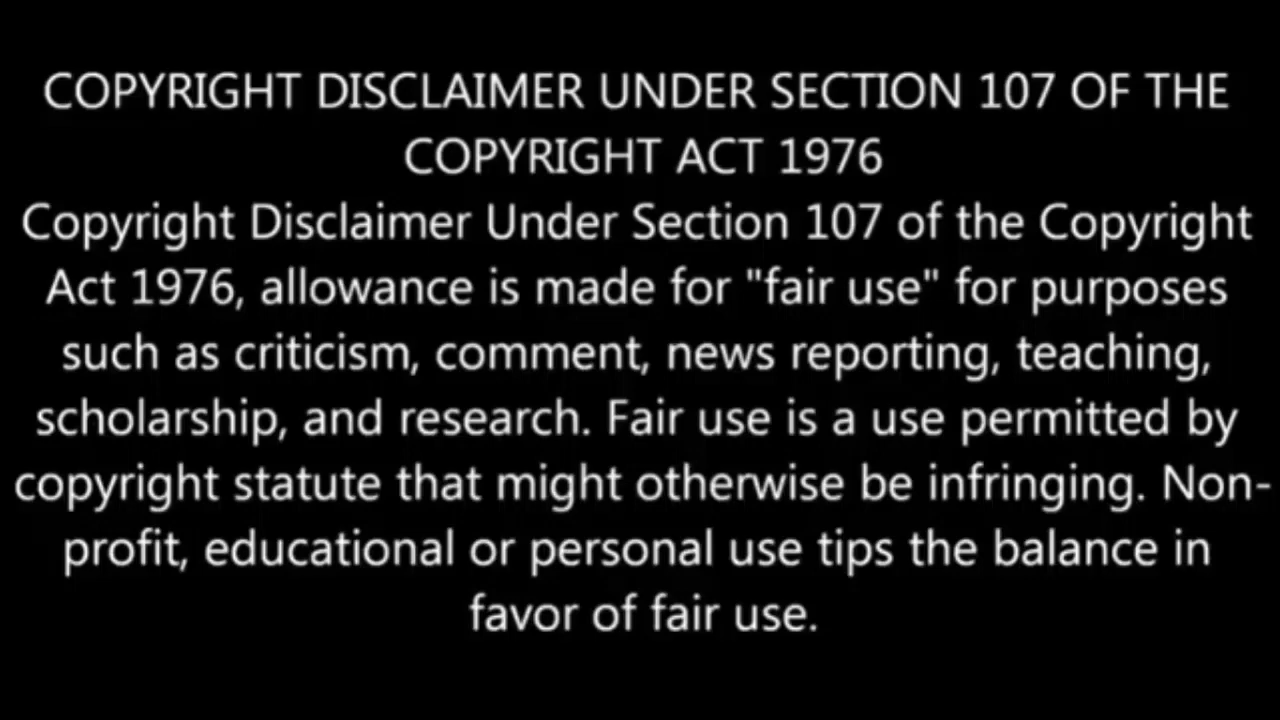 COPYRIGHT DISCLAIMER UNDER SECTION 107 OF THE
COPYRIGHT ACT 1976
Copyright Disclaimer Under Section 107 of the Copyright
Act 1976, allowance is made for "fair use" for purposes
such as criticism, comment, news reporting, teaching,
scholarship, and research. Fair use is a use permitted by
copyright statute that might otherwise be infringing. Non-
profit, educational or personal use tips the balance in
favor of fair use.